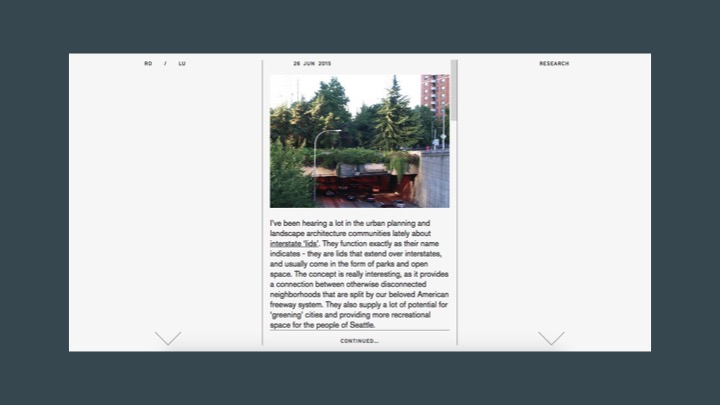 RO / LU
26 JUN 2015
RESEARCH
I've been hearing a lot in the urban planning and
landscape architecture communities lately about
interstate 'lids'. They function exactly as their name
indicates - they are lids that extend over interstates,
and usually come in the form of parks and open
space. The concept is really interesting, as it provides
a connection between otherwise disconnected
neighborhoods that are split by our beloved American
freeway system. They also supply a lot of potential for
'greening' cities and providing more recreational
space for the people of Seattle.
CONTINUED...